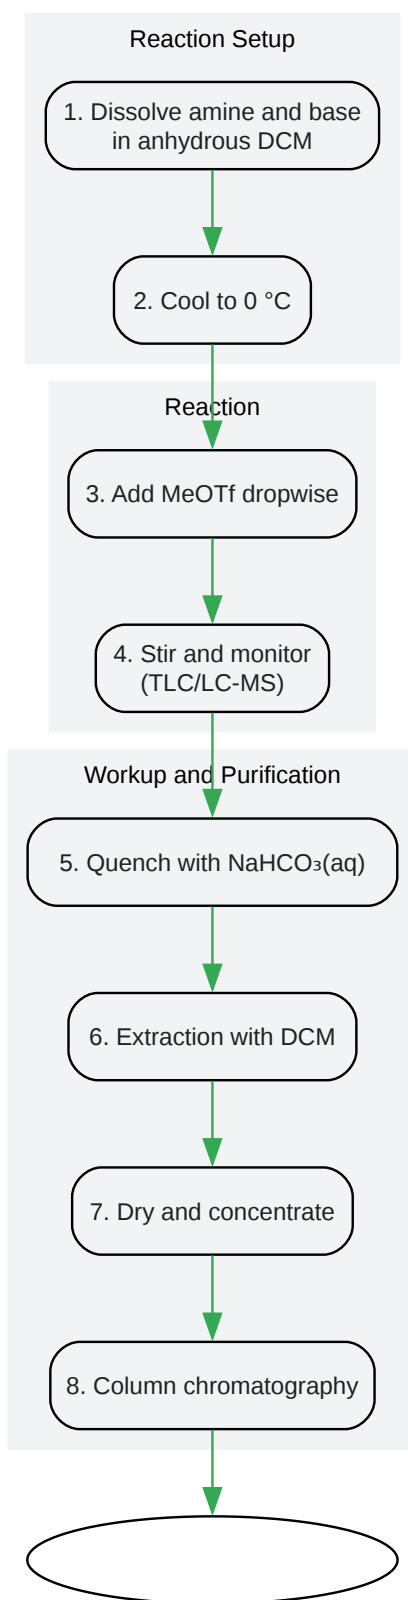 Reaction Setup
1. Dissolve amine and base
in anhydrous DCM
2. Cool to 0 °C
Reaction
3. Add MeOTf dropwise
4. Stir and monitor
(TLC/LC-MS)
Workup and Purification
5. Quench with NaHCO₃(aq)
6. Extraction with DCM
7. Dry and concentrate
8. Column chromatography